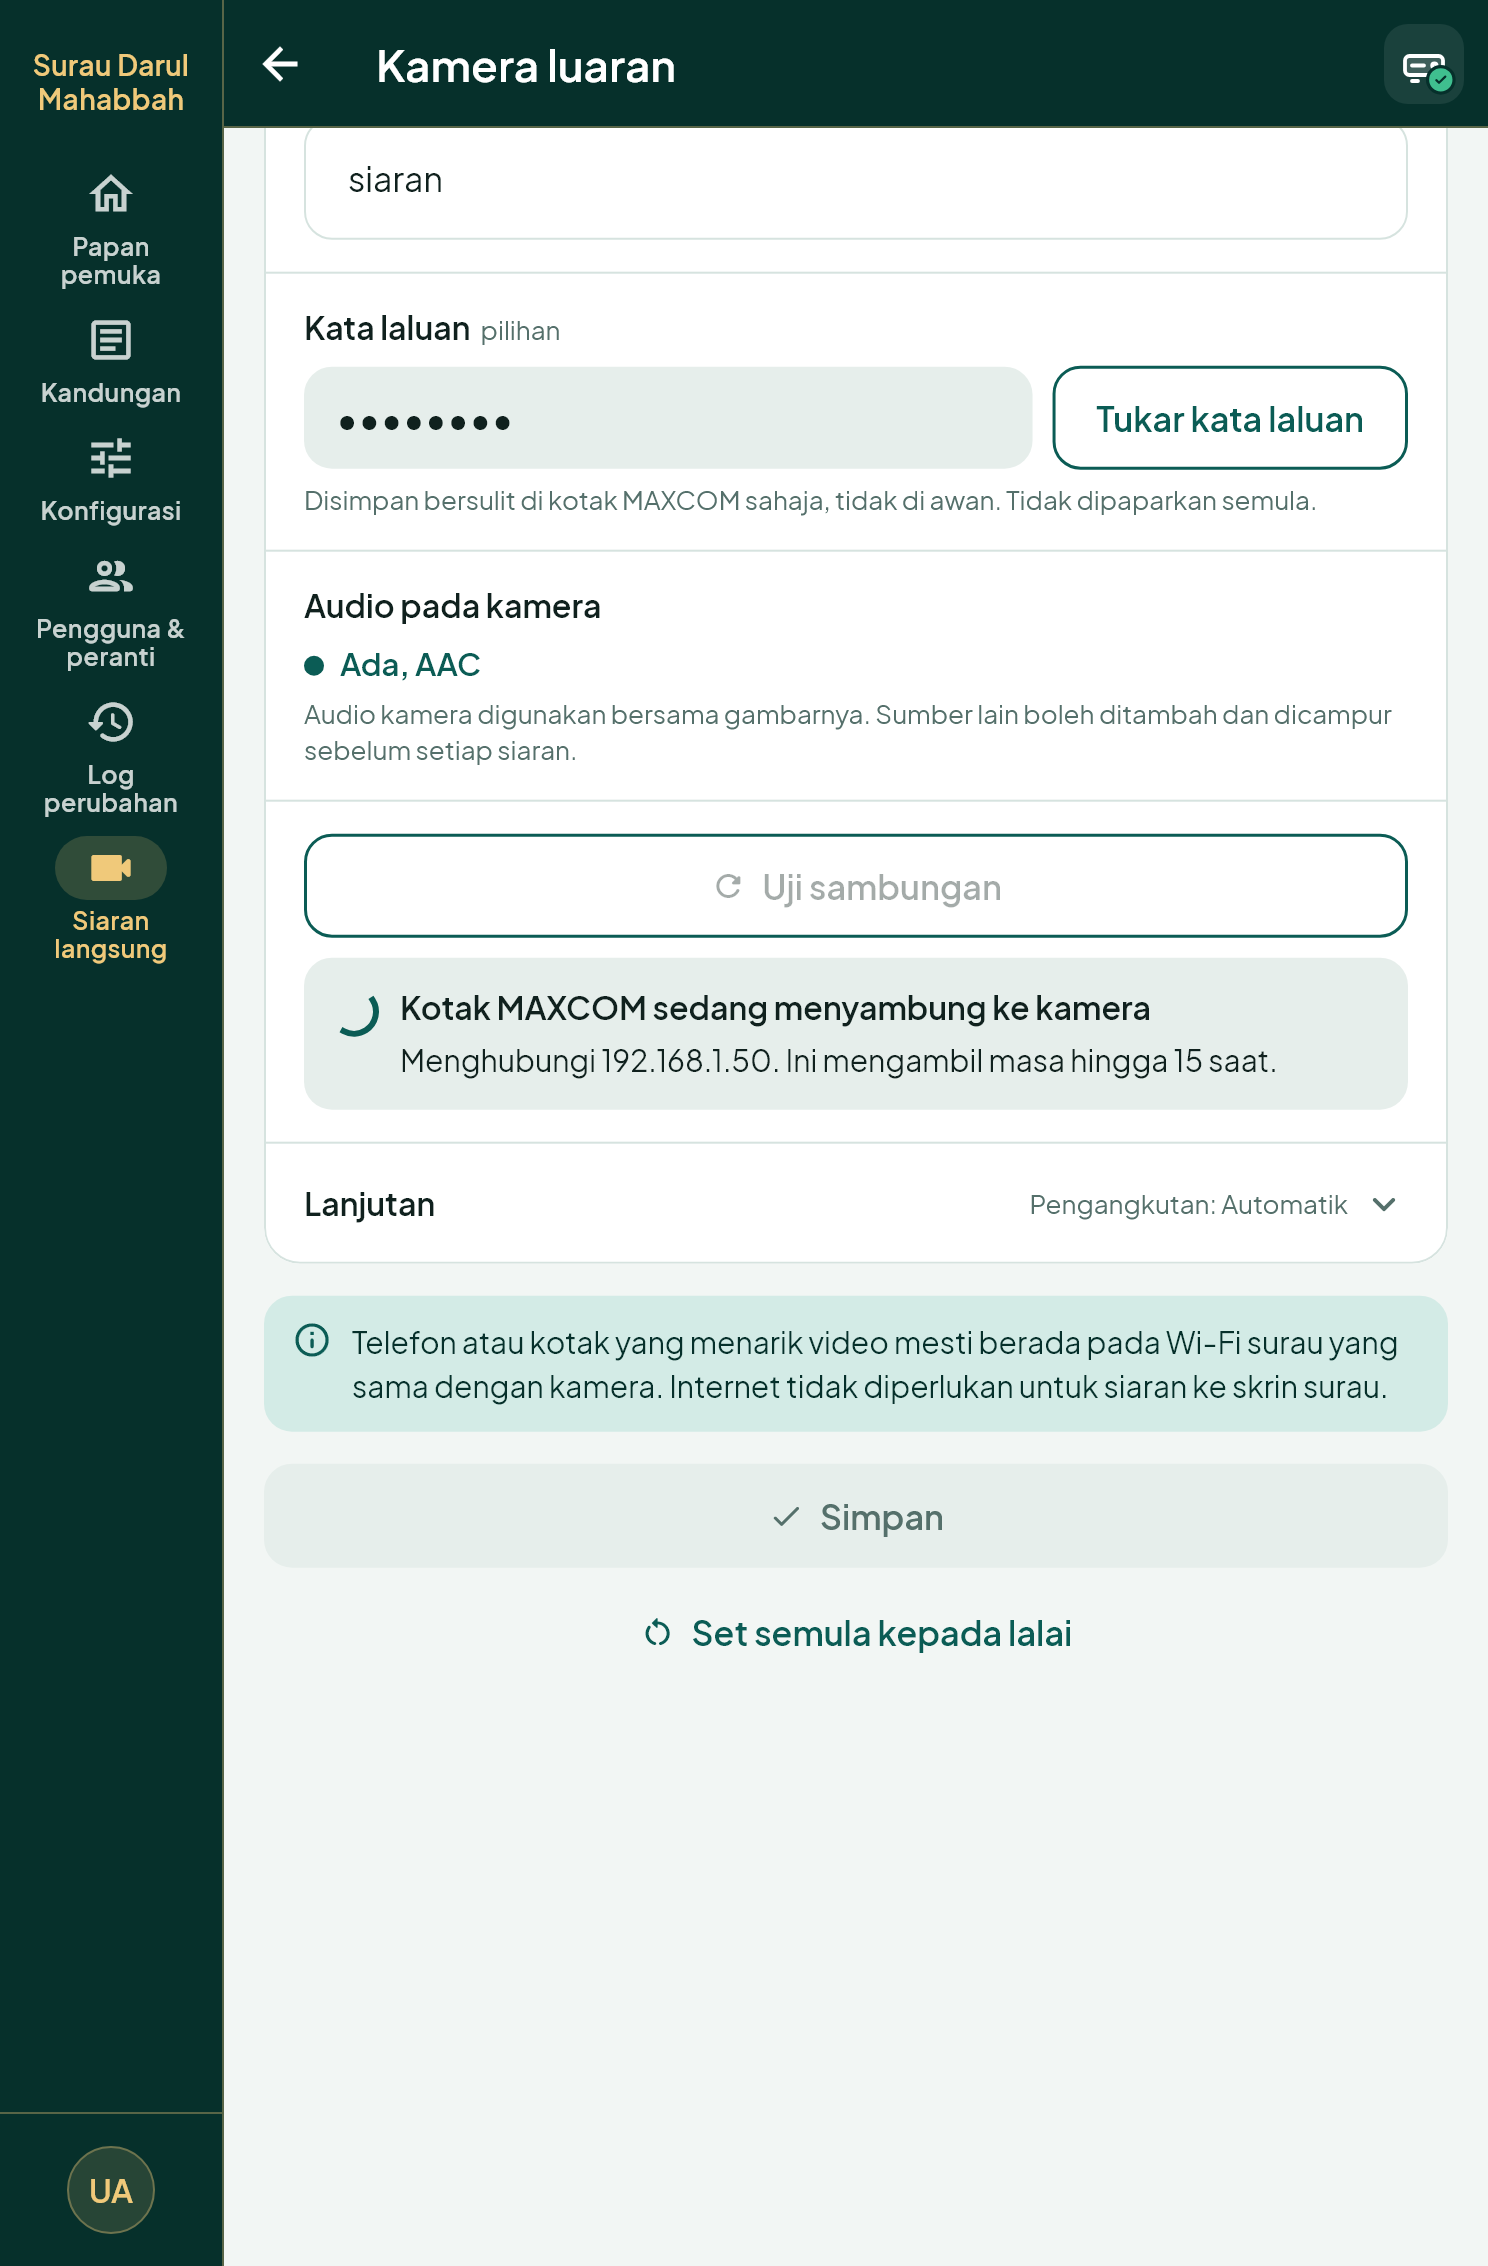 Surau Darul
Mahabbah
Papan
pemuka
Kandungan
Konfigurasi
Pengguna &
peranti
Log
perubahan
Siaran
langsung
UA
Kamera luaran
siaran
Kata laluan pilihan
••••••••
Tukar kata laluan
Disimpan bersulit di kotak MAXCOM sahaja, tidak di awan. Tidak dipaparkan semula.
Audio pada kamera
Ada, AAC
Audio kamera digunakan bersama gambarnya. Sumber lain boleh ditambah dan dicampur
sebelum setiap siaran.
Uji sambungan
Kotak MAXCOM sedang menyambung ke kamera
Menghubungi 192.168.1.50. Ini mengambil masa hingga 15 saat.
Lanjutan
Pengangkutan: Automatik
Telefon atau kotak yang menarik video mesti berada pada Wi-Fi surau yang
sama dengan kamera. Internet tidak diperlukan untuk siaran ke skrin surau.
Simpan
Set semula kepada lalai